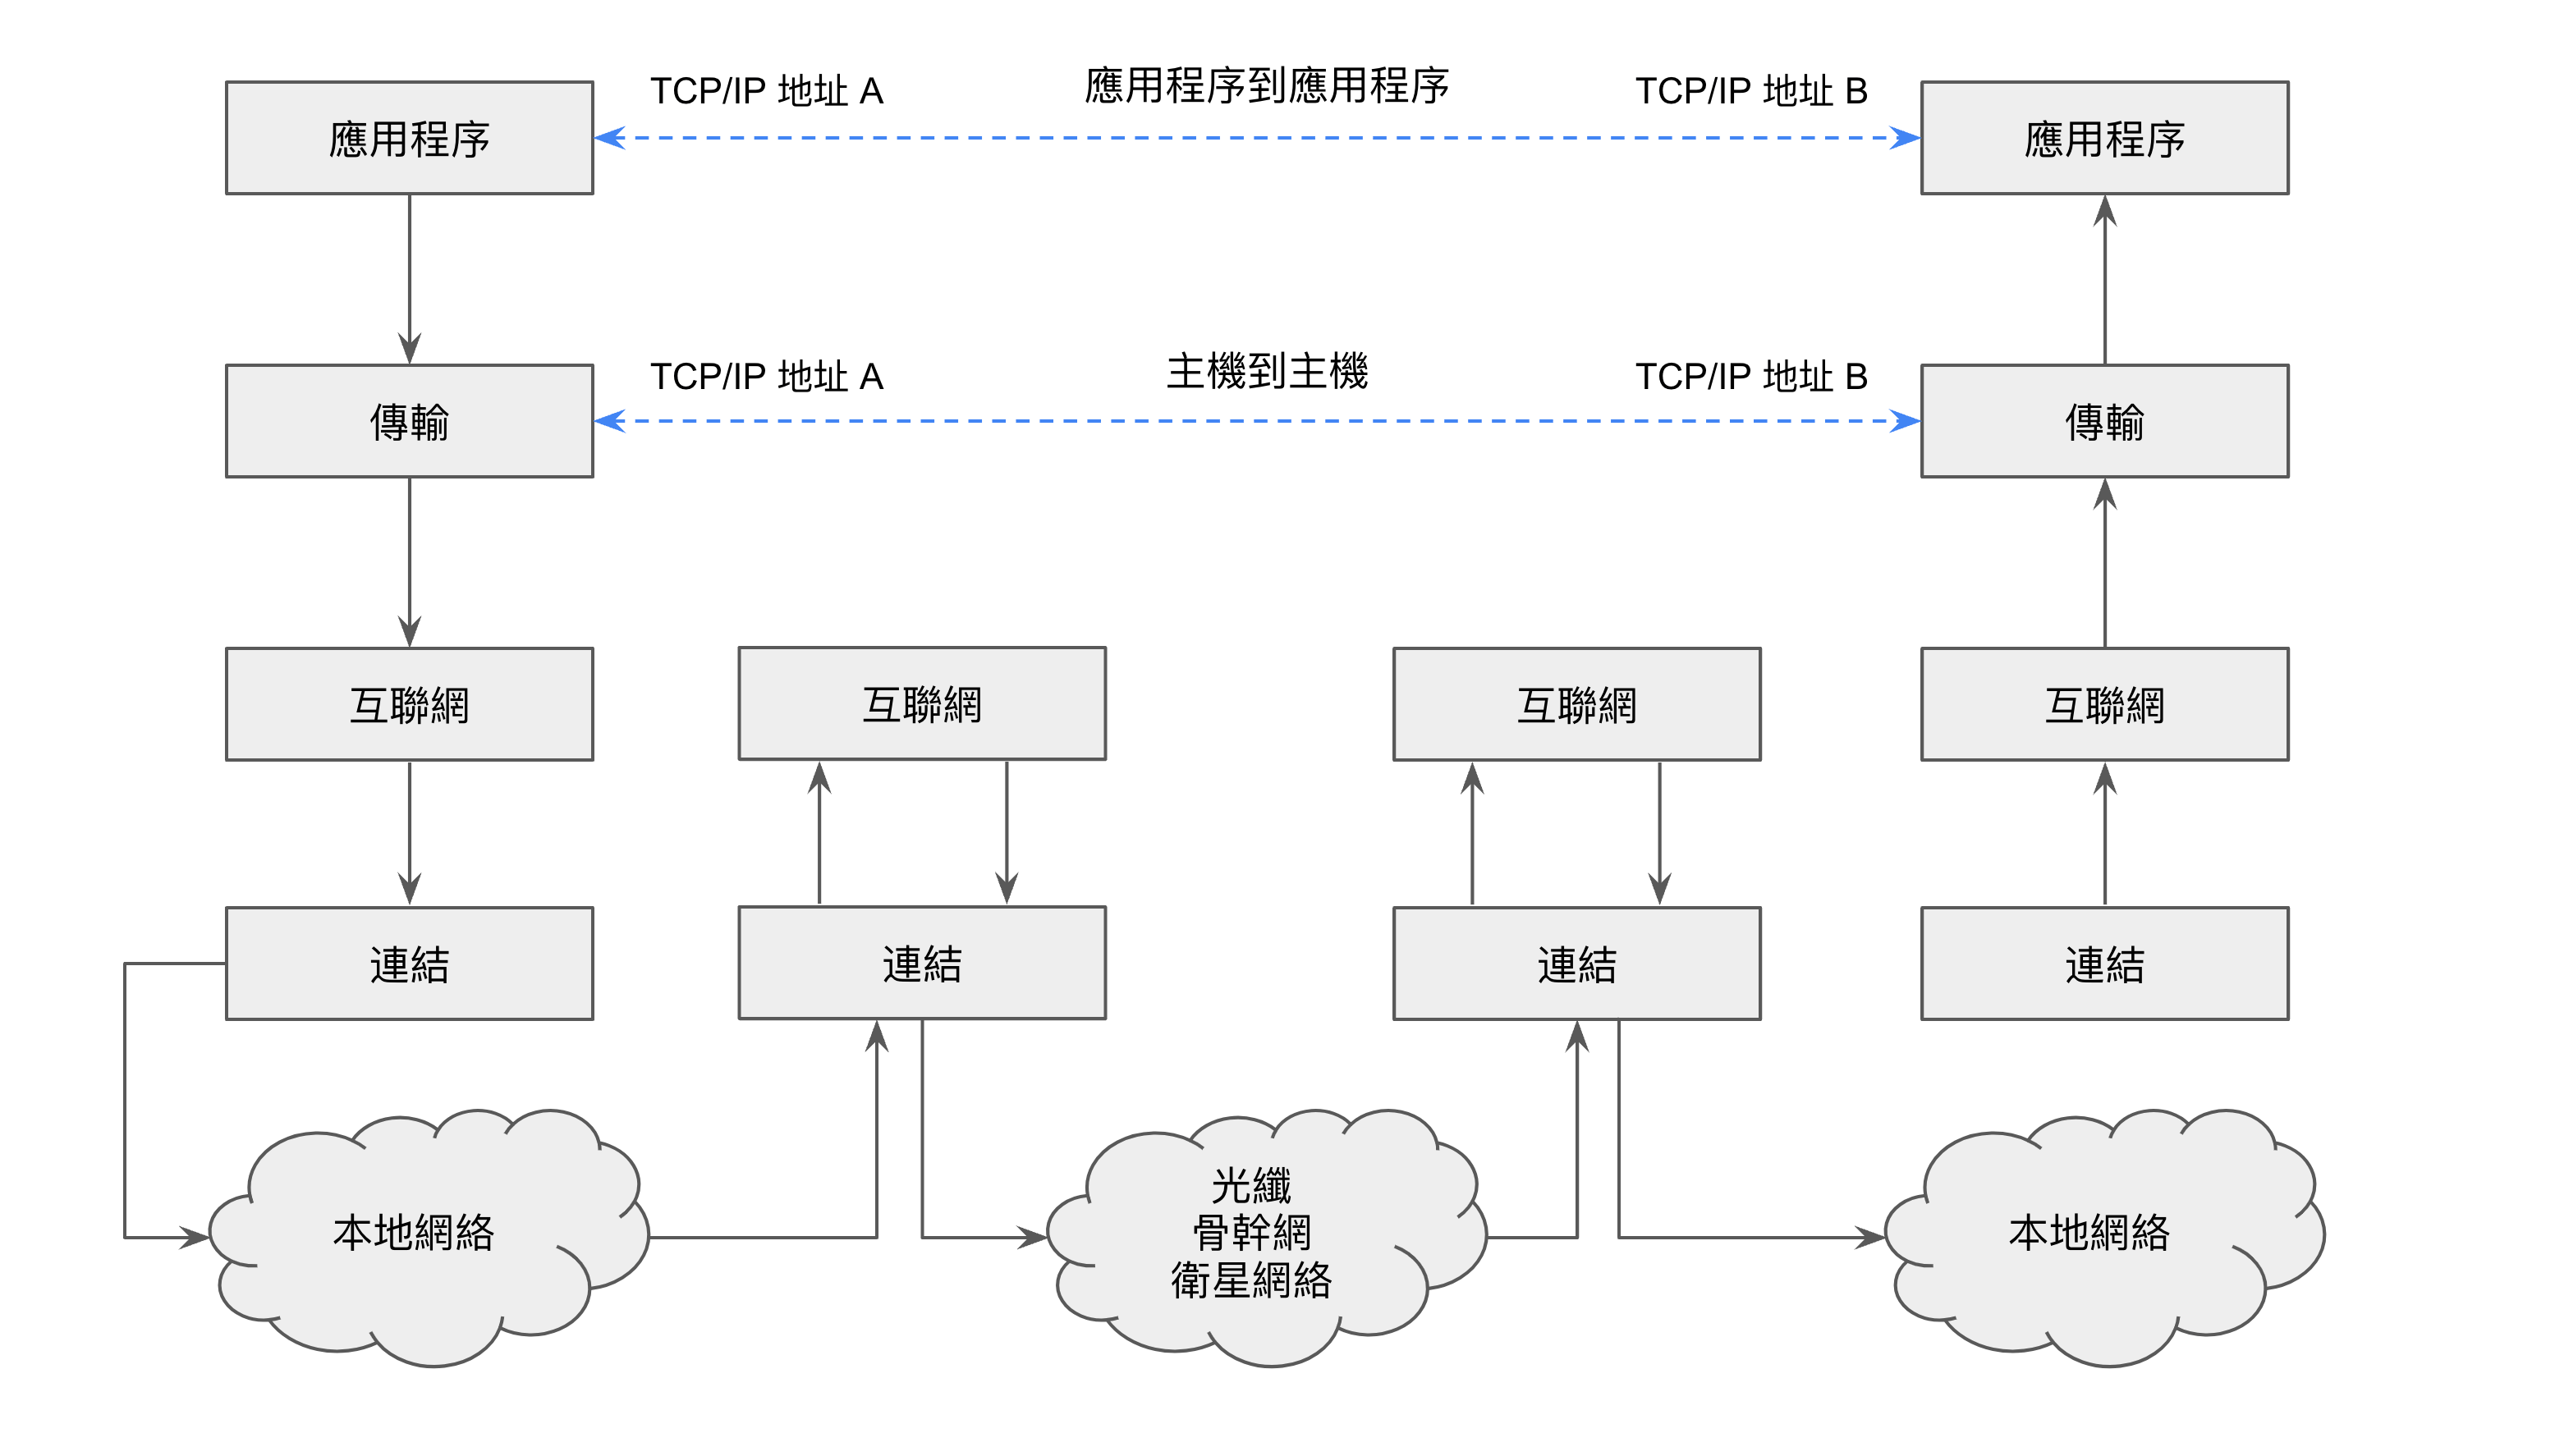 TCP/IP 地址 A
應用程序到應用程序
TCP/IP 地址 B
應用程序
應用程序
TCP/IP 地址 A
主機到主機
TCP/IP 地址 B
傳輸
傳輸
互聯網
互聯網
互聯網
互聯網
連結
連結
連結
連結
本地網絡
光纖
骨幹網
衛星網絡
本地網絡